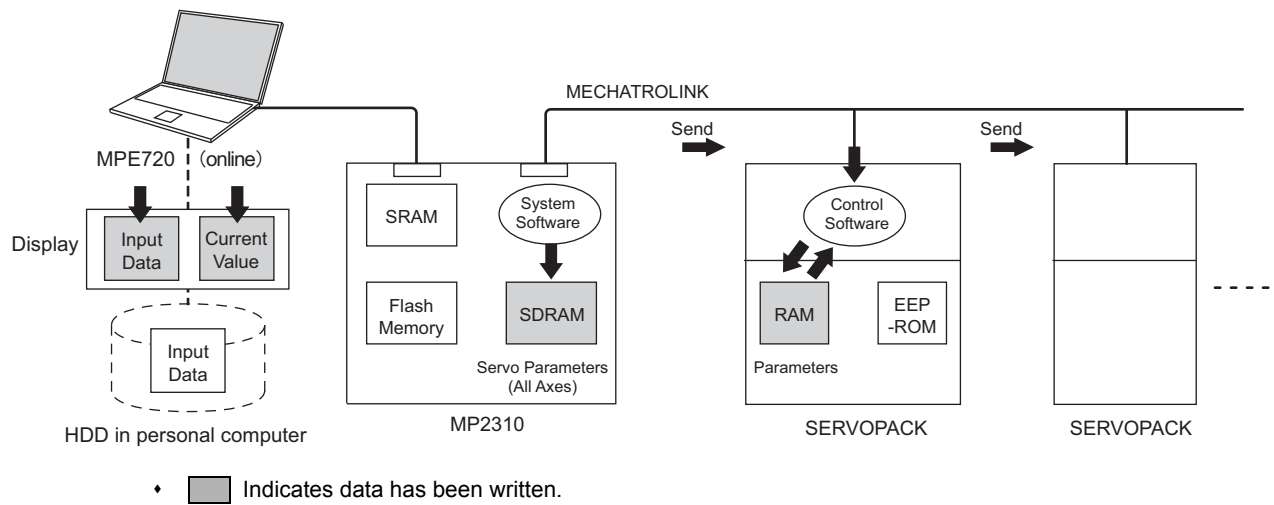 MECHATROLINK
Send
Send
MPE720 (online)
Display
Input
Data
Current
Value
Input
Data
HDD in personal computer
SRAM
System
Software
Flash
Memory
SDRAM
Servo Parameters
(All Axes)
MP2310
Control
Software
RAM
EEP
-ROM
Parameters
SERVOPACK
SERVOPACK
Indicates data has been written.